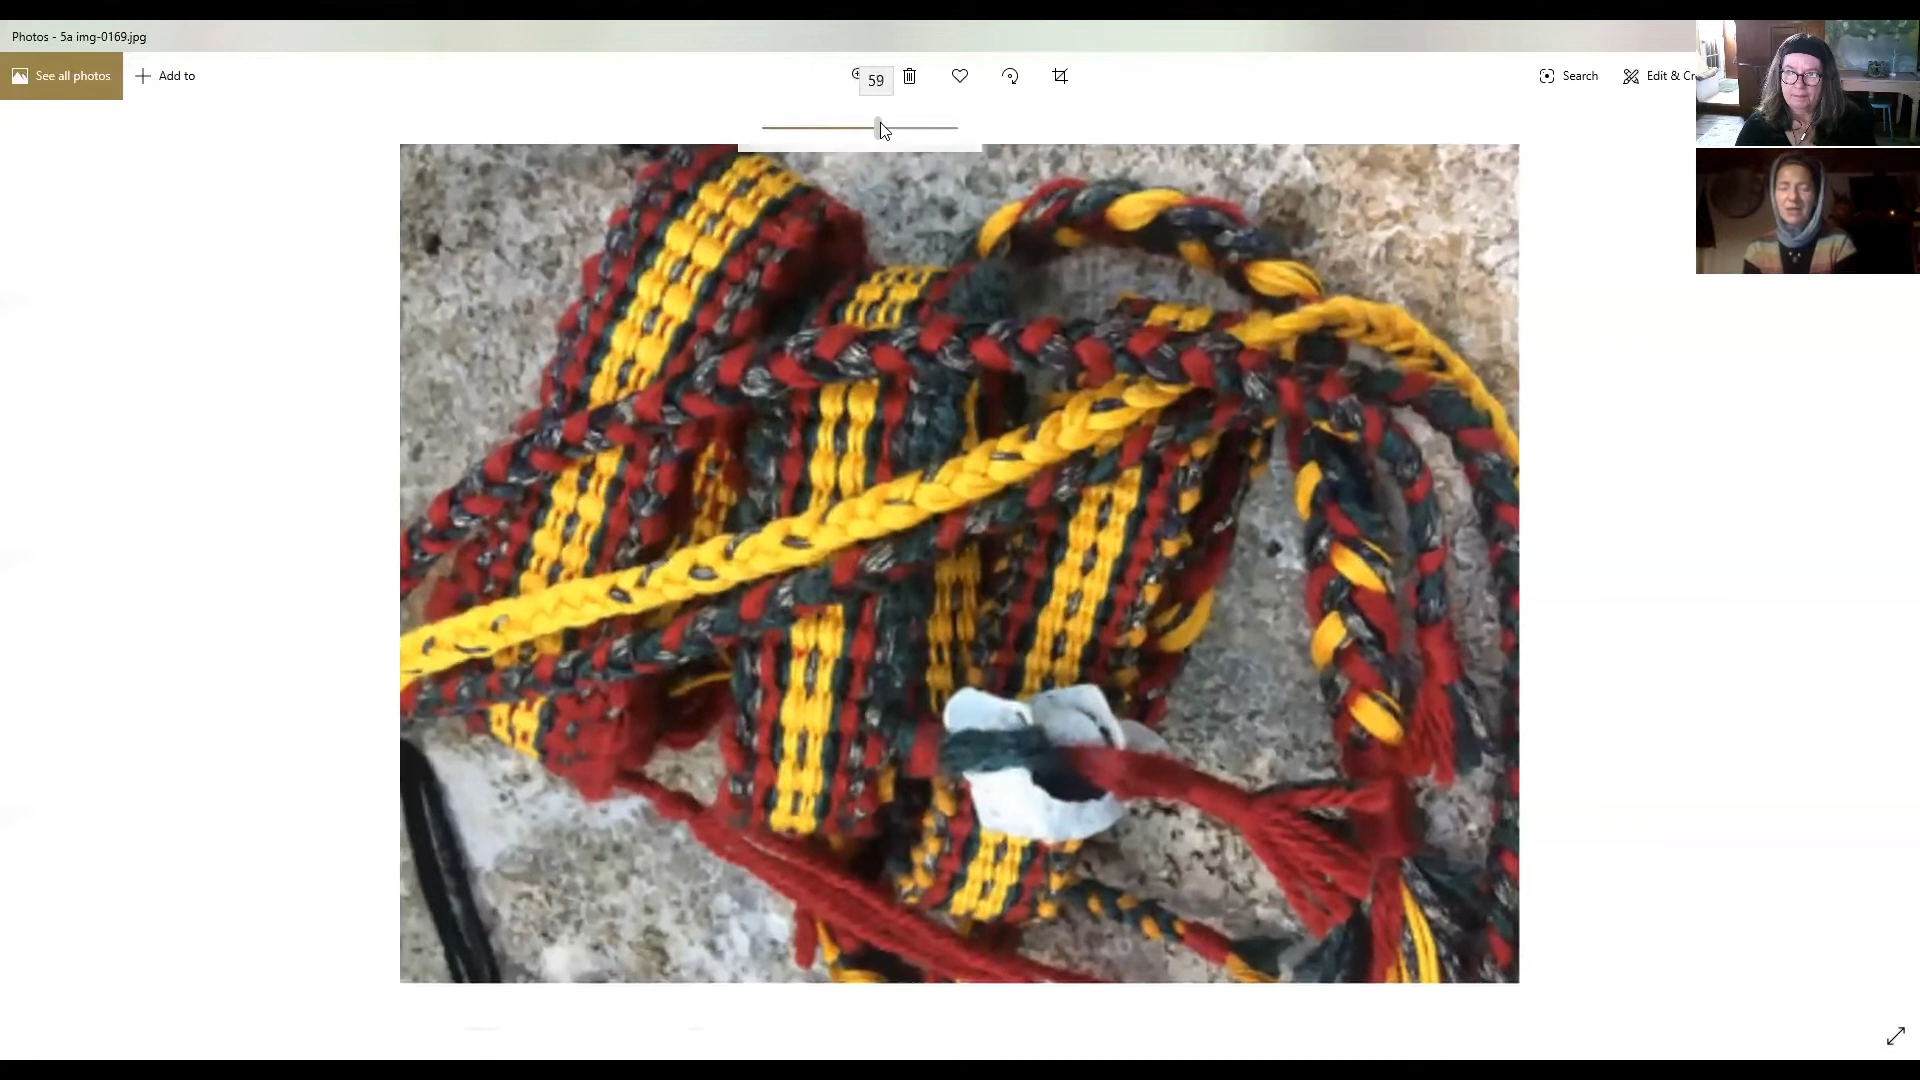 Photos - 5a img-0169.jpg
See all photos
Add to
59
Search
Edit & Cr